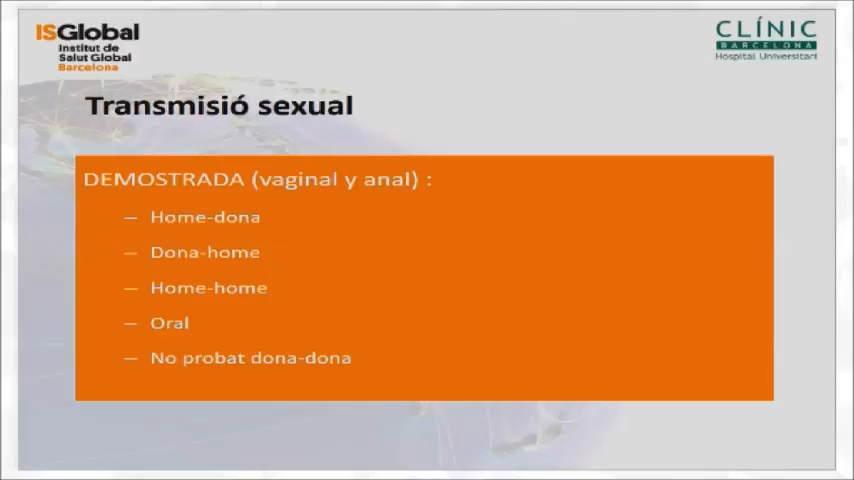 ISGlobal
Institut de
Salut Global
Barcelona
CLÍNIC
BARCELONA
Hospital Universitari
Transmisió sexual
DEMOSTRADA (vaginal y anal) :
– Home-dona
– Dona-home
– Home-home
– Oral
– No probat dona-dona